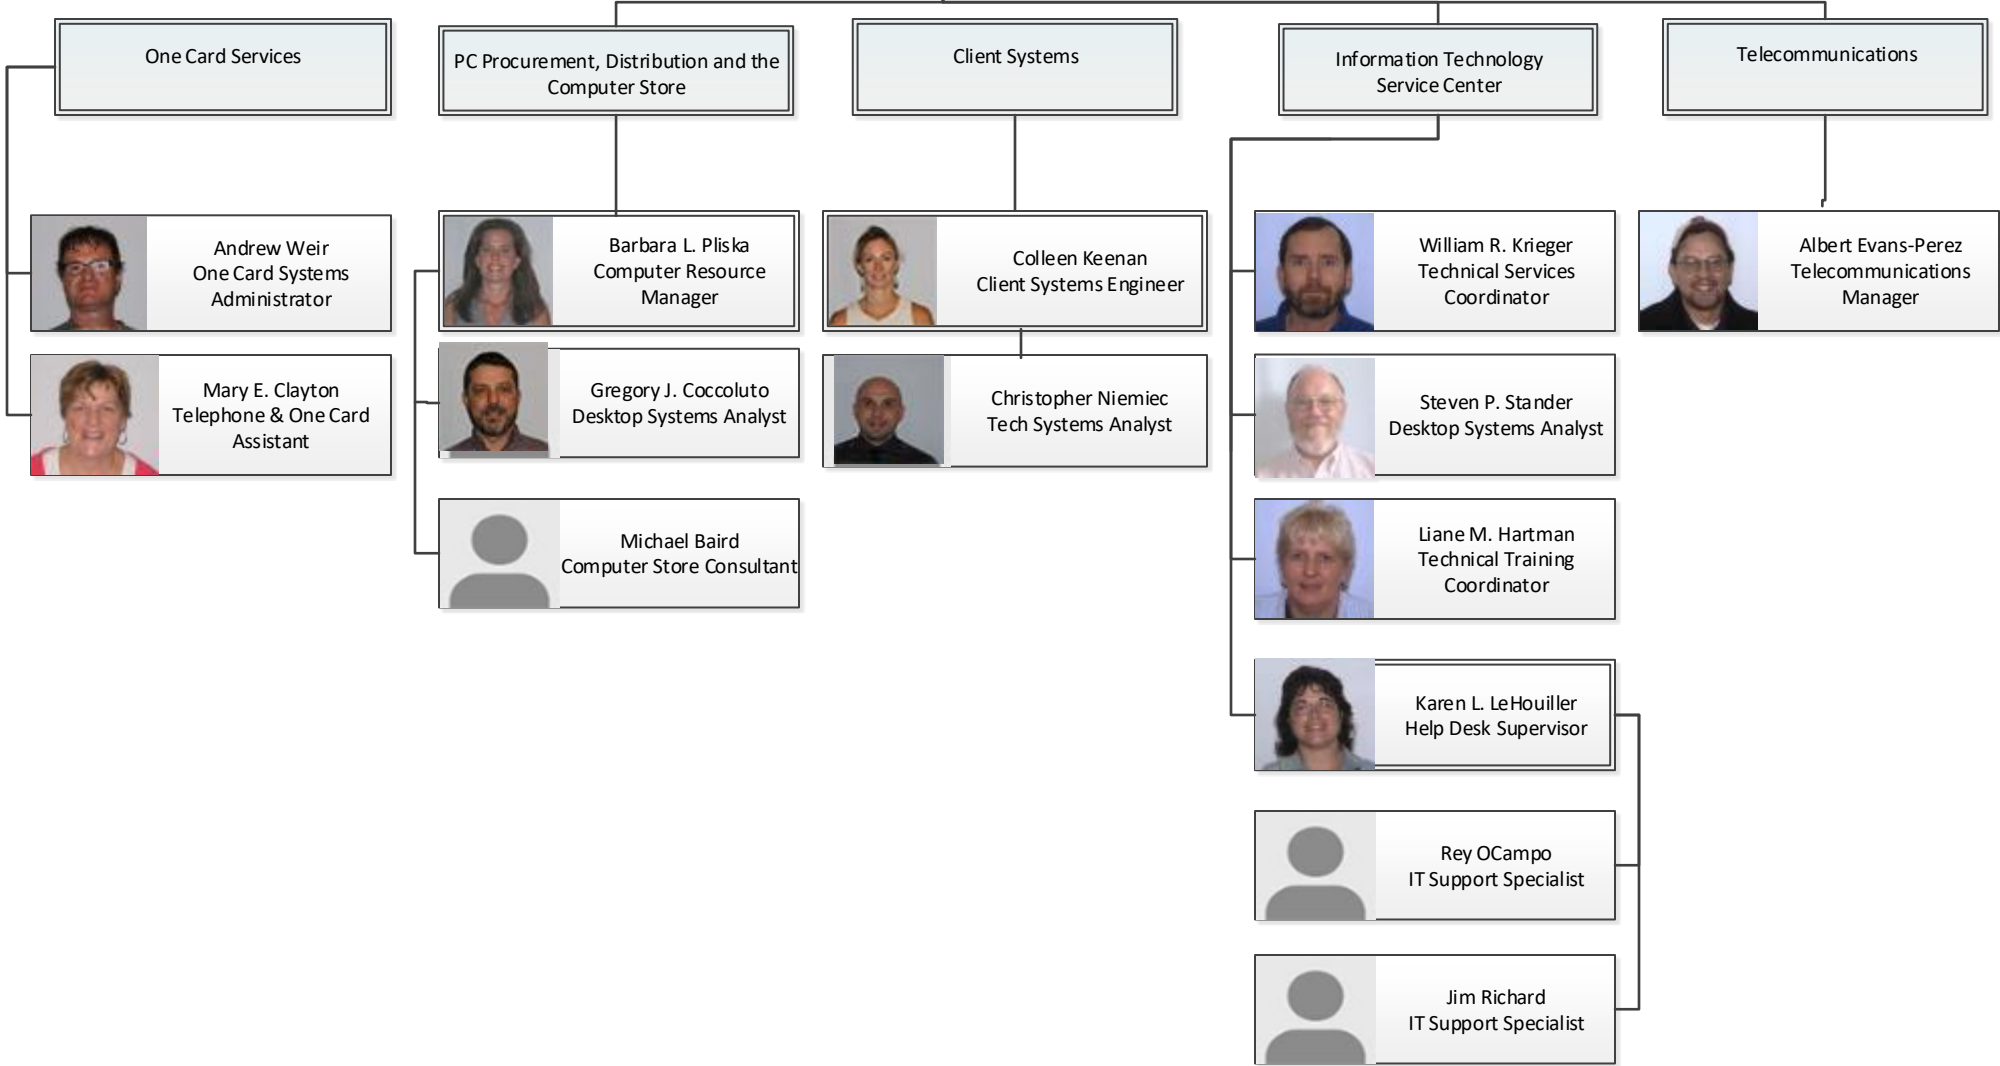 One Card Services
PC Procurement, Distribution and the
Computer Store
Client Systems
Information Technology
Service Center
Telecommunications
Andrew Weir
One Card Systems
Administrator
Mary E. Clayton
Telephone & One Card
Assistant
Barbara L. Pliska
Computer Resource
Manager
Gregory J. Coccoluto
Desktop Systems Analyst
Michael Baird
Computer Store Consultant
Colleen Keenan
Client Systems Engineer
Christopher Niemiec
Tech Systems Analyst
William R. Krieger
Technical Services
Coordinator
Steven P. Stander
Desktop Systems Analyst
Liane M. Hartman
Technical Training
Coordinator
Karen L. LeHouiller
Help Desk Supervisor
Rey OCampo
IT Support Specialist
Jim Richard
IT Support Specialist
Albert Evans-Perez
Telecommunications
Manager